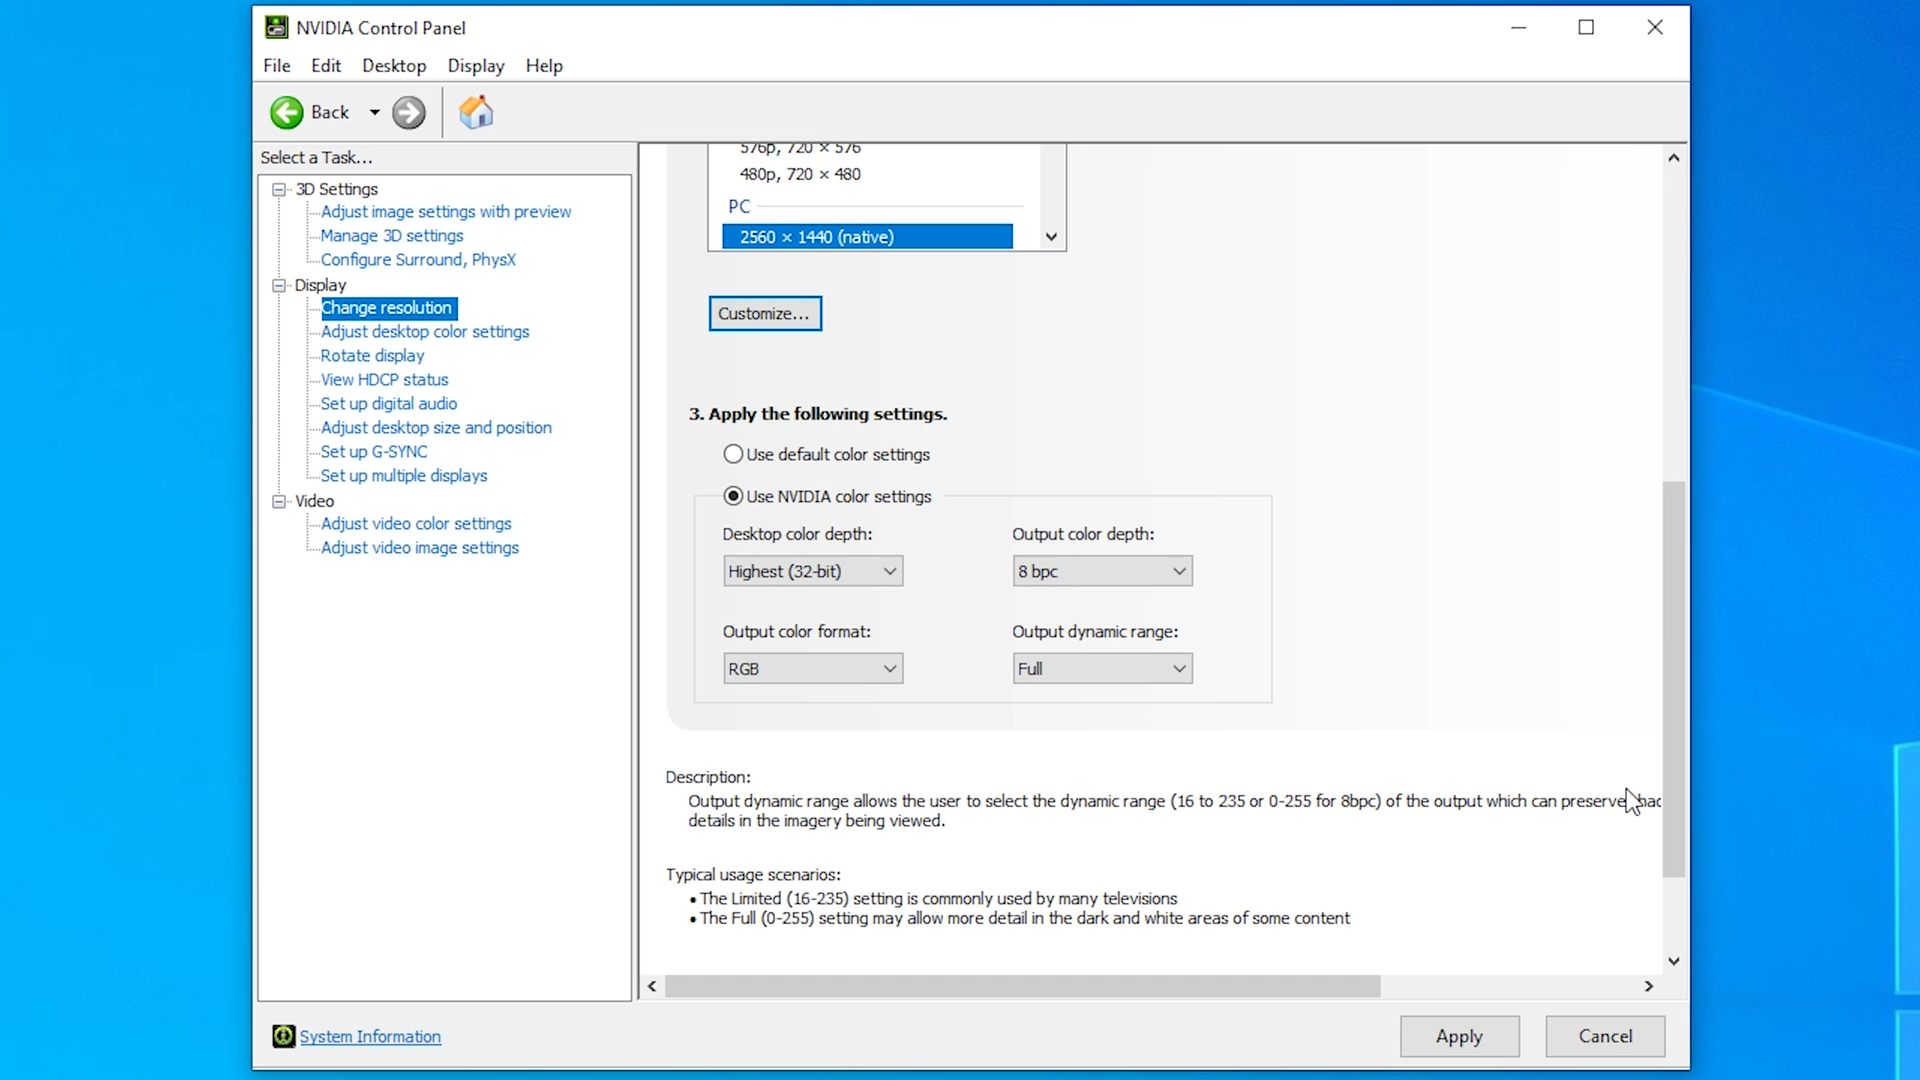 NVIDIA Control Panel
File Edit Desktop Display Help
Back
Select a Task...
3D Settings
Adjust image settings with preview
Manage 3D settings
Configure Surround, PhysX
Display
Change resolution
Adjust desktop color settings
Rotate display
View HDCP status
Set up digital audio
Adjust desktop size and position
Set up G-SYNC
Set up multiple displays
Video
Adjust video color settings
Adjust video image settings
576p, 720 × 576
480p, 720 × 480
PC
2560 × 1440 (native)
Customize...
3. Apply the following settings.
Use default color settings
Use NVIDIA color settings
Desktop color depth: Output color depth:
Highest (32-bit) 8 bpc
Output color format: Output dynamic range:
RGB Full
Description:
Output dynamic range allows the user to select the dynamic range (16 to 235 or 0-255 for 8bpc) of the output which can preserve
details in the imagery being viewed.
Typical usage scenarios:
• The Limited (16-235) setting is commonly used by many televisions
• The Full (0-255) setting may allow more detail in the dark and white areas of some content
System Information
Apply Cancel